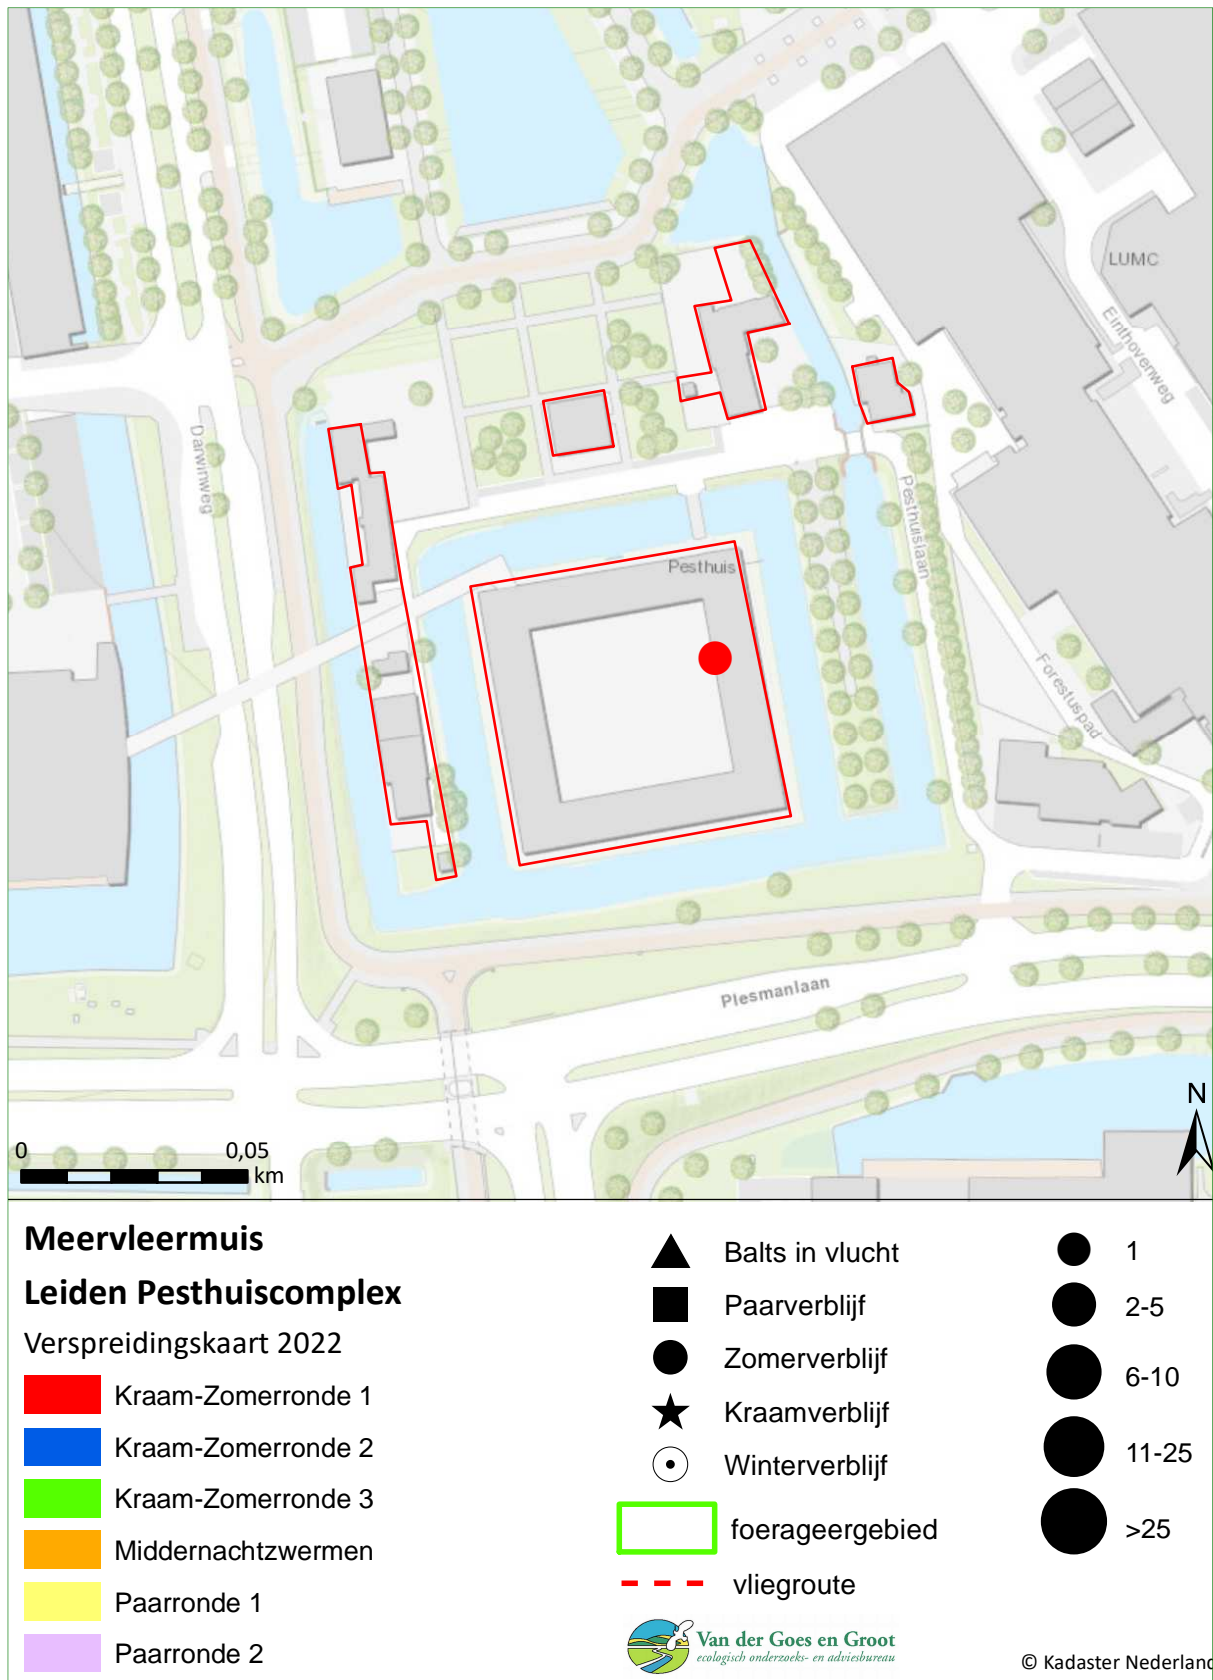 LUMC
Einthovenweg
Darwinweg
Pesthuislaan
Pesthuis
Forestuspad
Plesmanlaan
N
0 0,05
km
Meervleermuis
Leiden Pesthuiscomplex
Verspreidingskaart 2022
Kraam-Zomerronde 1
Kraam-Zomerronde 2
Kraam-Zomerronde 3
Middernachtzwermen
Paarronde 1
Paarronde 2
Balts in vlucht
Paarverblijf
Zomerverblijf
Kraamverblijf
Winterverblijf
foerageergebied
vliegroute
1
2-5
6-10
11-25
>25
Van der Goes en Groot
ecologisch onderzoeks- en adviesbureau
© Kadaster Nederland